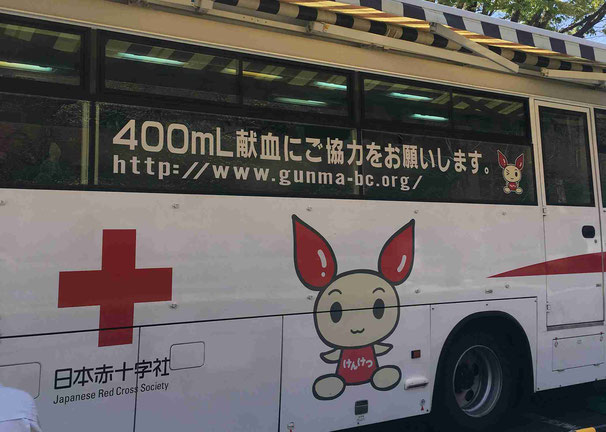 400mL献血にご協力をお願いします。
http://www.gunma-bc.org/
けんけつ
日本赤十字社
Japanese Red Cross Society